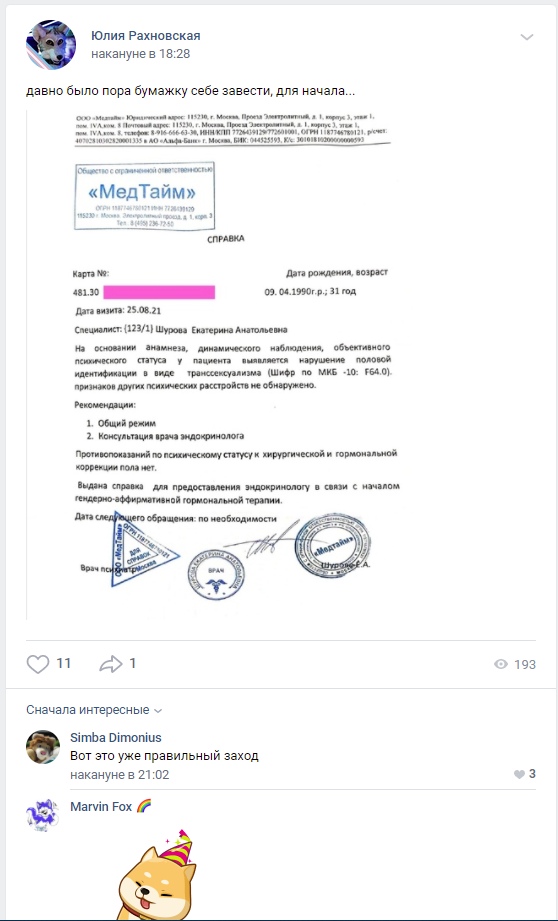 Юлия Рахновская
накануне в 18:28
давно было пора бумажку себе завести, для начала...
ООО «Медтайм» Юридический адрес: 115230, г. Москва, Проезд Электролитный, д. 1, корпус 3, этаж 1,
пом. IV,А,ком. 8 Почтовый адрес: 115230, г. Москва, Проезд Электролитный, д. 1, корпус 3, этаж 1,
пом. IV,А,ком. 8, телефон: 8-916-666-63-30, ИНН/КПП 7726439129/772601001, ОГРН 1187746780121, р/счет:
40702810302820001335 в АО «Альфа-Банк» г. Москва, БИК: 044525593, К/с: 30101810200000000593
Общество с ограниченной ответственностью
«МедТайм»
ОГРН 1187746780121 ИНН 7726439129
115230 г. Москва, Электролитный проезд, д. 1, корп. 3
Тел.: 8 (499) 236-72-50
СПРАВКА
Карта №:
Дата рождения, возраст
481.30
09. 04.1990г.р.; 31 год
Дата визита: 25.08.21
Специалист: (123/1) Шурова Екатерина Анатольевна
На основании анамнеза, динамического наблюдения, объективного
психического статуса у пациента выявляется нарушение половой
идентификации в виде транссексуализма (Шифр по МКБ -10: F64.0).
признаков других психических расстройств не обнаружено.
Рекомендации:
1. Общий режим
2. Консультация врача эндокринолога
Противопоказаний по психическому статусу к хирургической и гормональной
коррекции пола нет.
Выдана справка для предоставления эндокринологу в связи с началом
гендерно-аффирмативной гормональной терапии.
Дата следующего обращения: по необходимости
Врач психиатр
ООО «МедТайм»
ДЛЯ
СПРАВОК
Москва
ШУРОВА ЕКАТЕРИНА АНАТОЛЬЕВНА
ВРАЧ
«МедТайм»
Шурова Е.А.
11
1
193
Сначала интересные
Simba Dimonius
Вот это уже правильный заход
накануне в 21:02
3
Marvin Fox